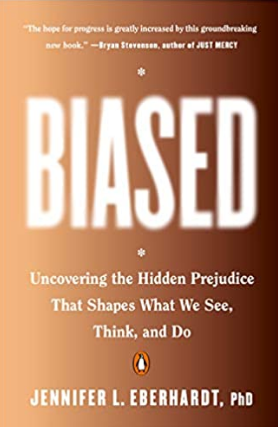 “The hope for progress is greatly increased by this groundbreaking
new book.” —Bryan Stevenson, author of JUST MERCY
*
BIASED
*
Uncovering the Hidden Prejudice
That Shapes What We See,
Think, and Do
JENNIFER L. EBERHARDT, PhD